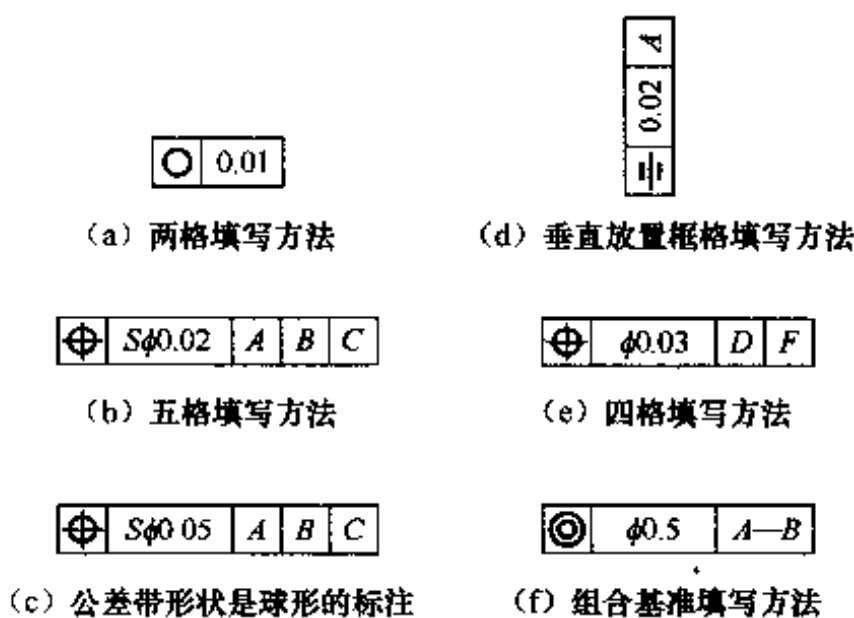 ○ 0.01
(a) 两格填写方法
⌯ 0.02 A
(d) 垂直放置框格填写方法
⌖ Sϕ0.02 A B C
(b) 五格填写方法
⌖ ϕ0.03 D F
(e) 四格填写方法
⌖ Sϕ0 05 A B C
(c) 公差带形状是球形的标注
◎ ϕ0.5 A—B
(f) 组合基准填写方法